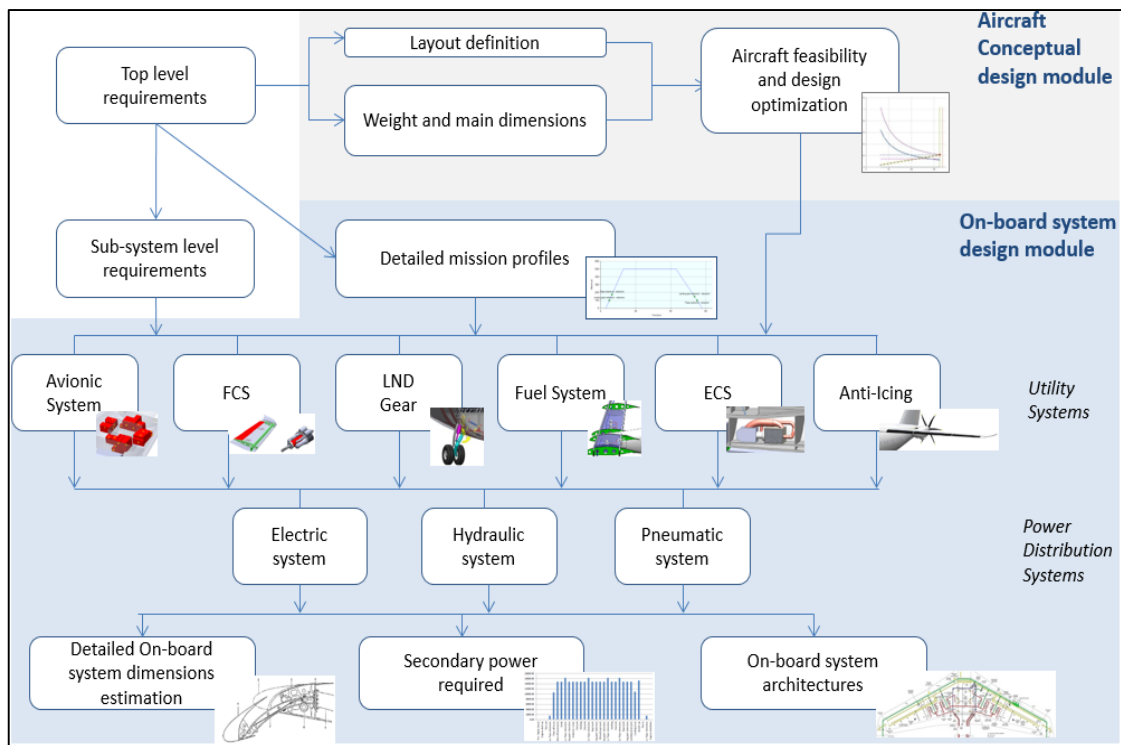 Aircraft
Conceptual
design module
Top level
requirements
Layout definition
Weight and main dimensions
Aircraft feasibility
and design
optimization
On-board system
design module
Sub-system level
requirements
Detailed mission profiles
Avionic
System
FCS
LND
Gear
Fuel System
ECS
Anti-Icing
Utility
Systems
Electric
system
Hydraulic
system
Pneumatic
system
Power
Distribution
Systems
Detailed On-board
system dimensions
estimation
Secondary power
required
On-board system
architectures